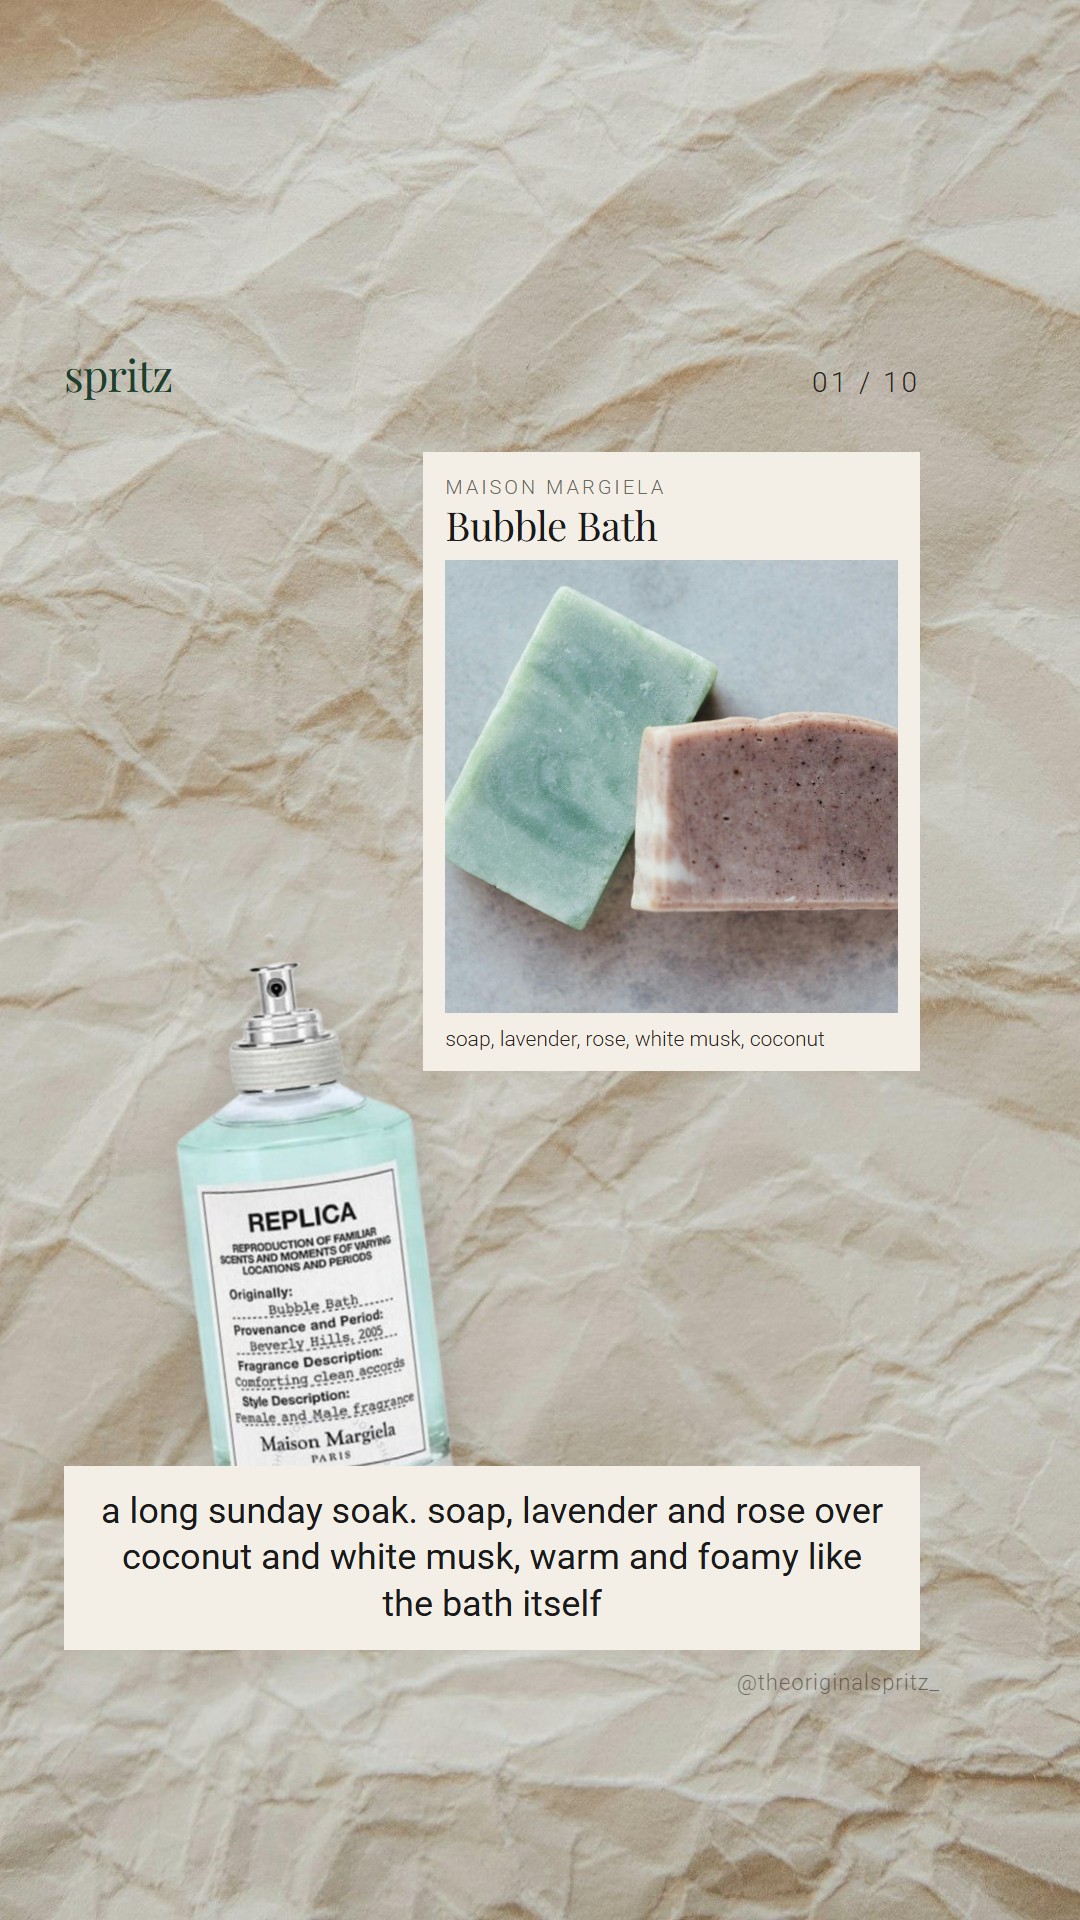 spritz
01 / 10
MAISON MARGIELA
Bubble Bath
soap, lavender, rose, white musk, coconut
REPLICA
REPRODUCTION OF FAMILIAR
SCENTS AND MOMENTS OF VARYING
LOCATIONS AND PERIODS
Originally:
Bubble Bath
Provenance and Period:
Beverly Hills, 2005
Fragrance Description:
Comforting clean accords
Style Description:
Female and Male fragrance
Maison Margiela
PARIS
a long sunday soak. soap, lavender and rose over
coconut and white musk, warm and foamy like
the bath itself
@theoriginalspritz_